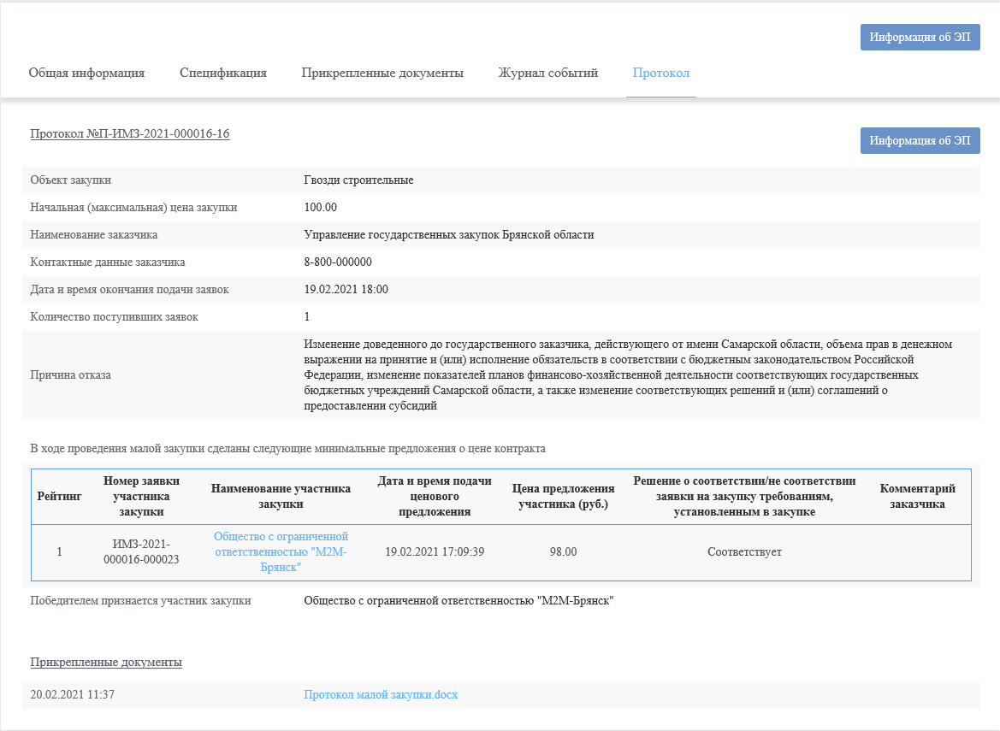 Информация об ЭП
Общая информация Спецификация Прикрепленные документы Журнал событий Протокол
Протокол №П-ИМЗ-2021-000016-16
Информация об ЭП
Объект закупки Гвозди строительные
Начальная (максимальная) цена закупки 100.00
Наименование заказчика Управление государственных закупок Брянской области
Контактные данные заказчика 8-800-000000
Дата и время окончания подачи заявок 19.02.2021 18:00
Количество поступивших заявок 1
Причина отказа
Изменение доведенного до государственного заказчика, действующего от имени Самарской области, объема прав в денежном
выражении на принятие и (или) исполнение обязательств в соответствии с бюджетным законодательством Российской
Федерации, изменение показателей планов финансово-хозяйственной деятельности соответствующих государственных
бюджетных учреждений Самарской области, а также изменение соответствующих решений и (или) соглашений о
предоставлении субсидий
В ходе проведения малой закупки сделаны следующие минимальные предложения о цене контракта
Рейтинг
Номер заявки
участника
закупки
Наименование участника
закупки
Дата и время подачи
ценового
предложения
Цена предложения
участника (руб.)
Решение о соответствии/не соответствии
заявки на закупку требованиям,
установленным в закупке
Комментарий
заказчика
1
ИМЗ-2021-
000016-000023
Общество с ограниченной
ответственностью "М2М-
Брянск"
19.02.2021 17:09:39
98.00
Соответствует
Победителем признается участник закупки Общество с ограниченной ответственностью "М2М-Брянск"
Прикрепленные документы
20.02.2021 11:37 Протокол малой закупки.docx